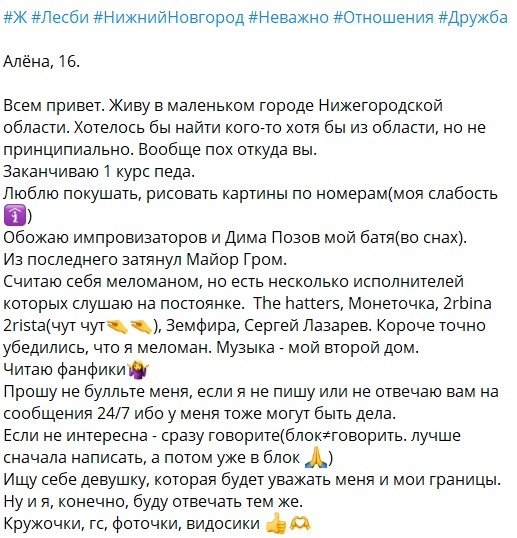 #Ж #Лесби #НижнийНовгород #Неважно #Отношения #Дружба
Алёна, 16.
Всем привет. Живу в маленьком городе Нижегородской
области. Хотелось бы найти кого-то хотя бы из области, но не
принципиально. Вообще пох откуда вы.
Заканчиваю 1 курс педа.
Люблю покушать, рисовать картины по номерам(моя слабость
🛐)
Обожаю импровизаторов и Дима Позов мой батя(во снах).
Из последнего затянул Майор Гром.
Считаю себя меломаном, но есть несколько исполнителей
которых слушаю на постоянке.  The hatters, Монеточка, 2rbina
2rista(чут чут🤏🤏), Земфира, Сергей Лазарев. Короче точно
убедились, что я меломан. Музыка - мой второй дом.
Читаю фанфики🤷‍♀️
Прошу не булльте меня, если я не пишу или не отвечаю вам на
сообщения 24/7 ибо у меня тоже могут быть дела.
Если не интересна - сразу говорите(блок≠говорить. лучше
сначала написать, а потом уже в блок 🙏)
Ищу себе девушку, которая будет уважать меня и мои границы.
Ну и я, конечно, буду отвечать тем же.
Кружочки, гс, фоточки, видосики 👍🫶